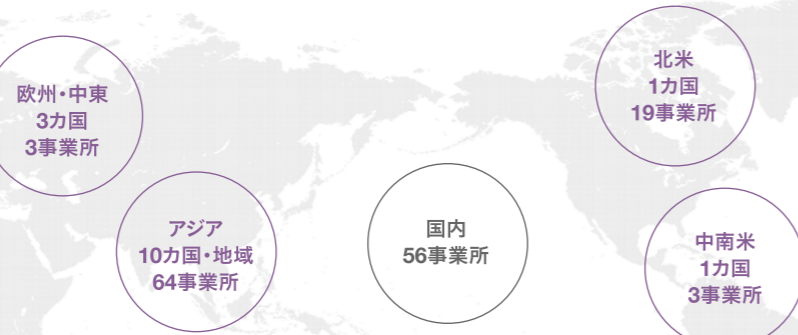 欧州・中東
3カ国
3事業所
アジア
10カ国・地域
64事業所
国内
56事業所
北米
1カ国
19事業所
中南米
1カ国
3事業所